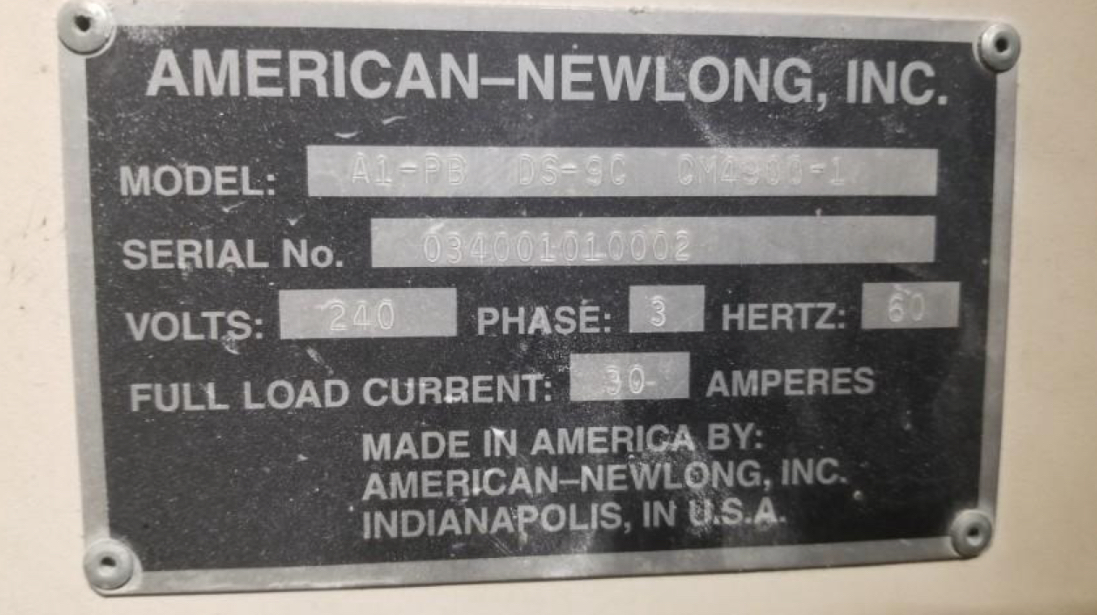 AMERICAN–NEWLONG, INC.
MODEL: A1-PB DS-9C
SERIAL No. 034001010002
VOLTS: 240 PHASE: 3 HERTZ: 60
FULL LOAD CURRENT: 30 AMPERES
MADE IN AMERICA BY:
AMERICAN–NEWLONG, INC.
INDIANAPOLIS, IN U.S.A.